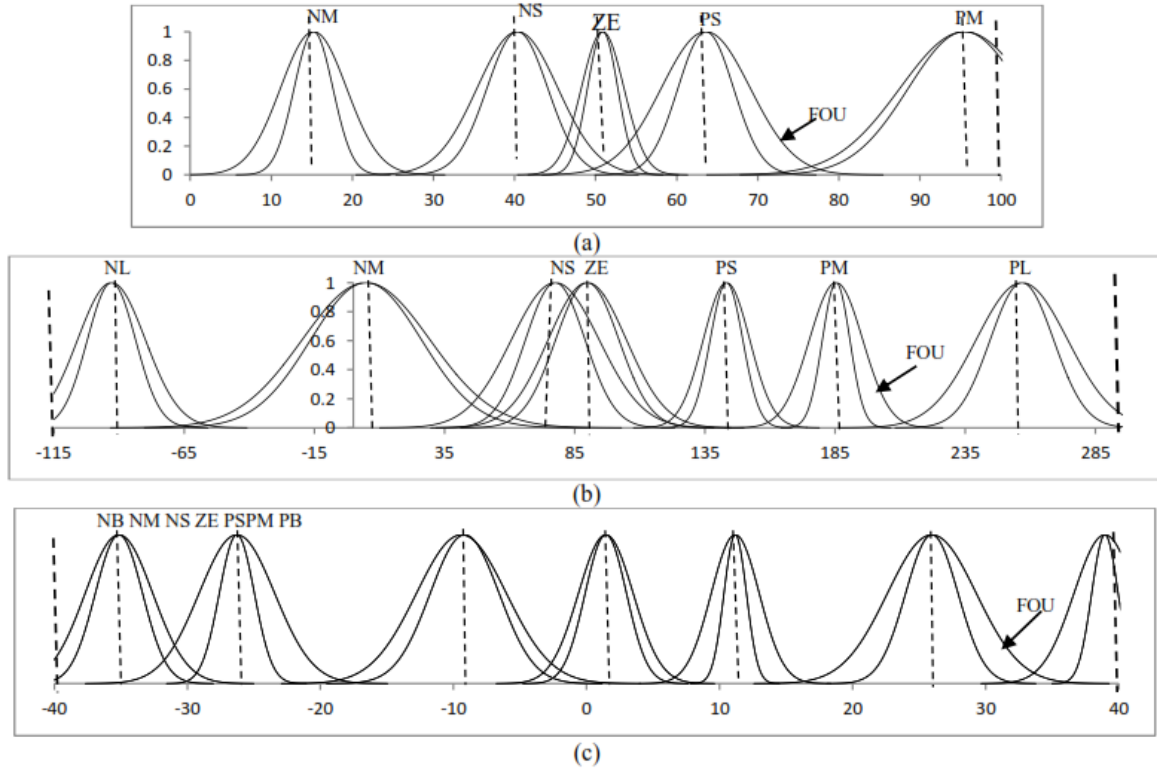 NM NS ZE PS PM
1
0.8
0.6
0.4
0.2
0
FOU
0 10 20 30 40 50 60 70 80 90 100
(a)
NL NM NS ZE PS PM PL
1
0.8
0.6
0.4
0.2
0
FOU
-115 -65 -15 35 85 135 185 235 285
(b)
NB NM NS ZE PSPM PB
FOU
-40 -30 -20 -10 0 10 20 30 40
(c)